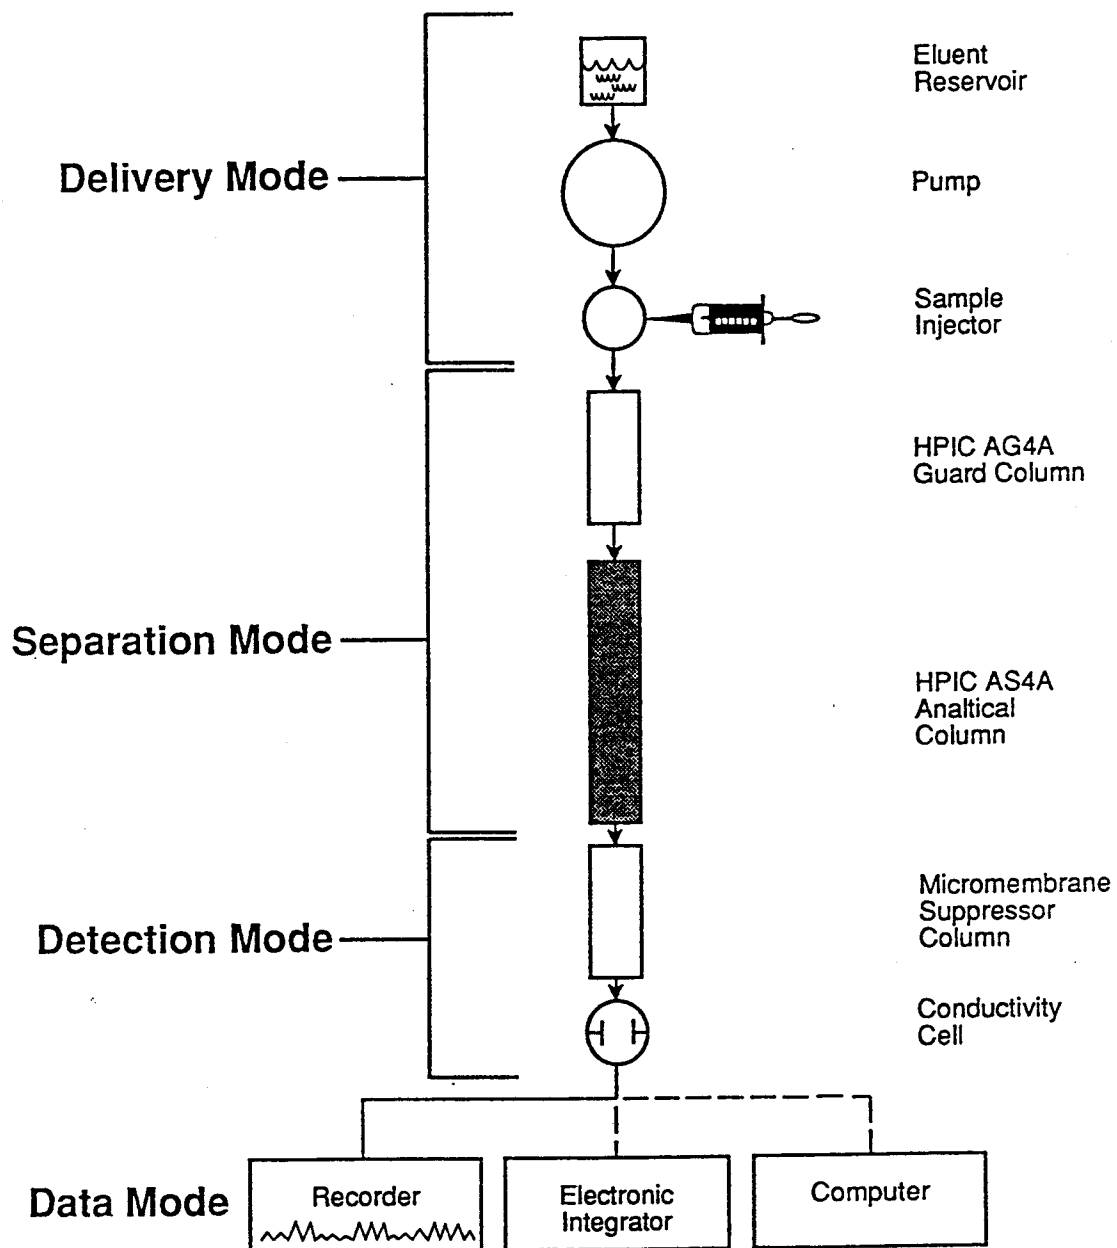 Eluent
Reservoir
Delivery Mode
Pump
Sample
Injector
HPIC AG4A
Guard Column
Separation Mode
HPIC AS4A
Analtical
Column
Micromembrane
Suppressor
Column
Detection Mode
Conductivity
Cell
Data Mode
Recorder
Electronic
Integrator
Computer